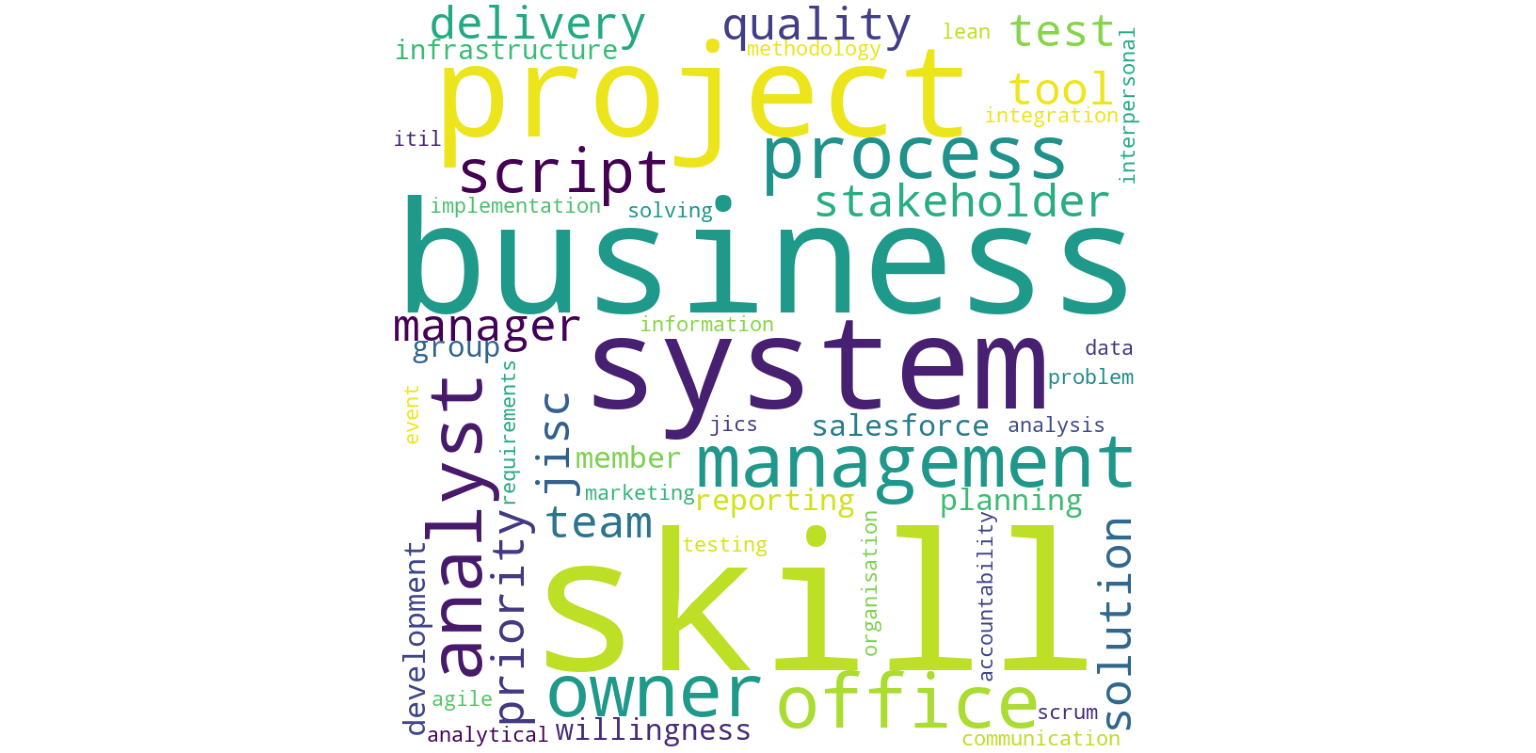 delivery
quality
lean
test
infrastructure
methodology
interpersonal
project
tool
integration
itil
process
script
stakeholder
implementation
solving
business
manager
information
system
group
data
problem
event
analyst
requirements
jisc
jics
salesforce
analysis
member
management
marketing
reporting
planning
team
priority
testing
organisation
accountability
solution
development
skill
owner
office
agile
scrum
analytical
willingness
communication